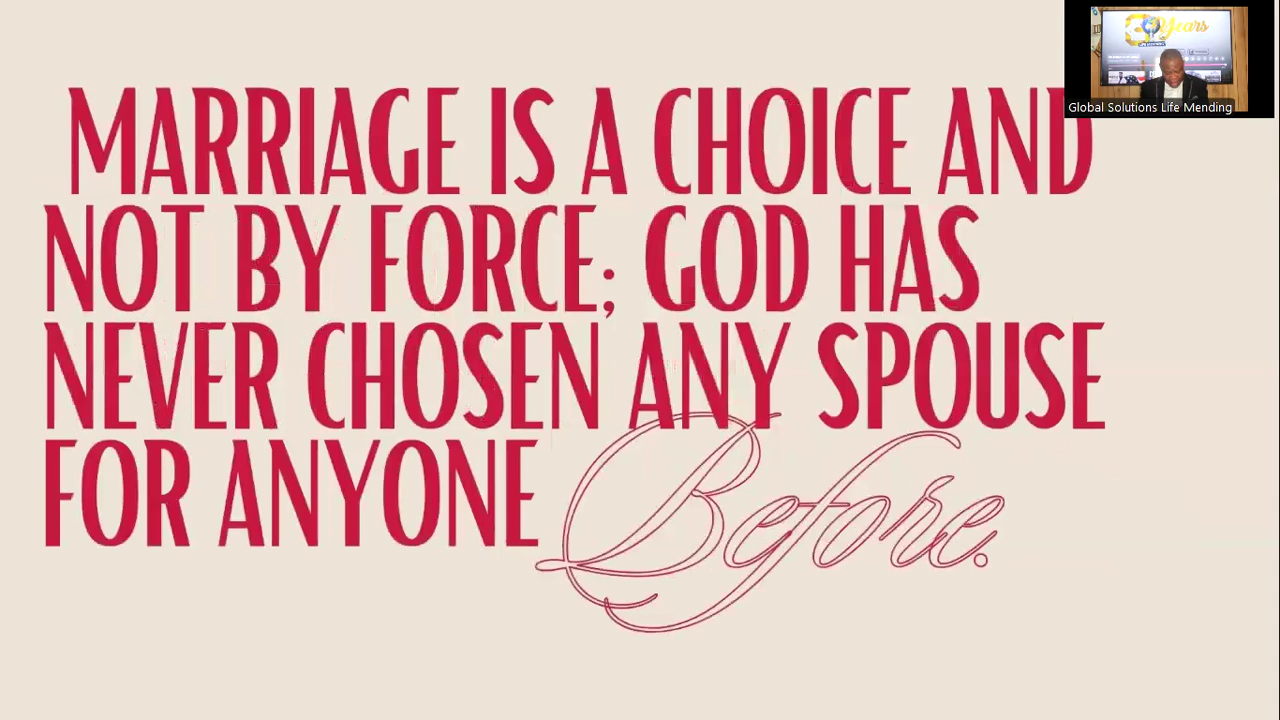 MARRIAGE IS A CHOICE AND
NOT BY FORCE; GOD HAS
NEVER CHOSEN ANY SPOUSE
FOR ANYONE Before.
Years
Global Solutions Life Mending